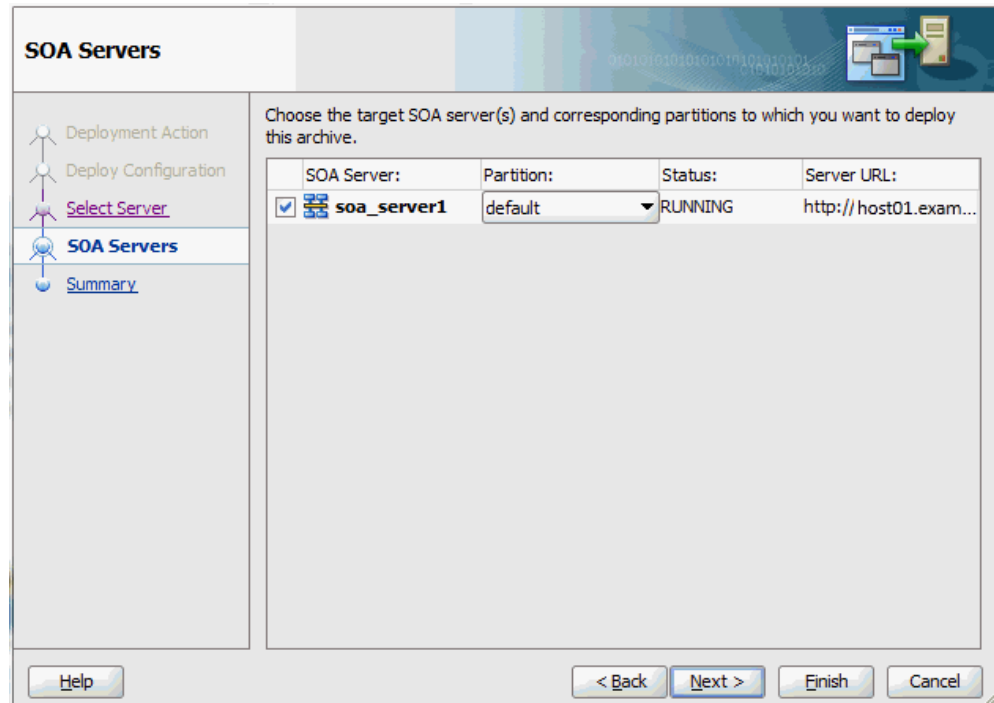 SOA Servers
Deployment Action
Deploy Configuration
Select Server
SOA Servers
Summary
Choose the target SOA server(s) and corresponding partitions to which you want to deploy
this archive.
SOA Server: Partition: Status: Server URL:
soa_server1 default RUNNING http://host01.exam...
Help < Back Next > Finish Cancel